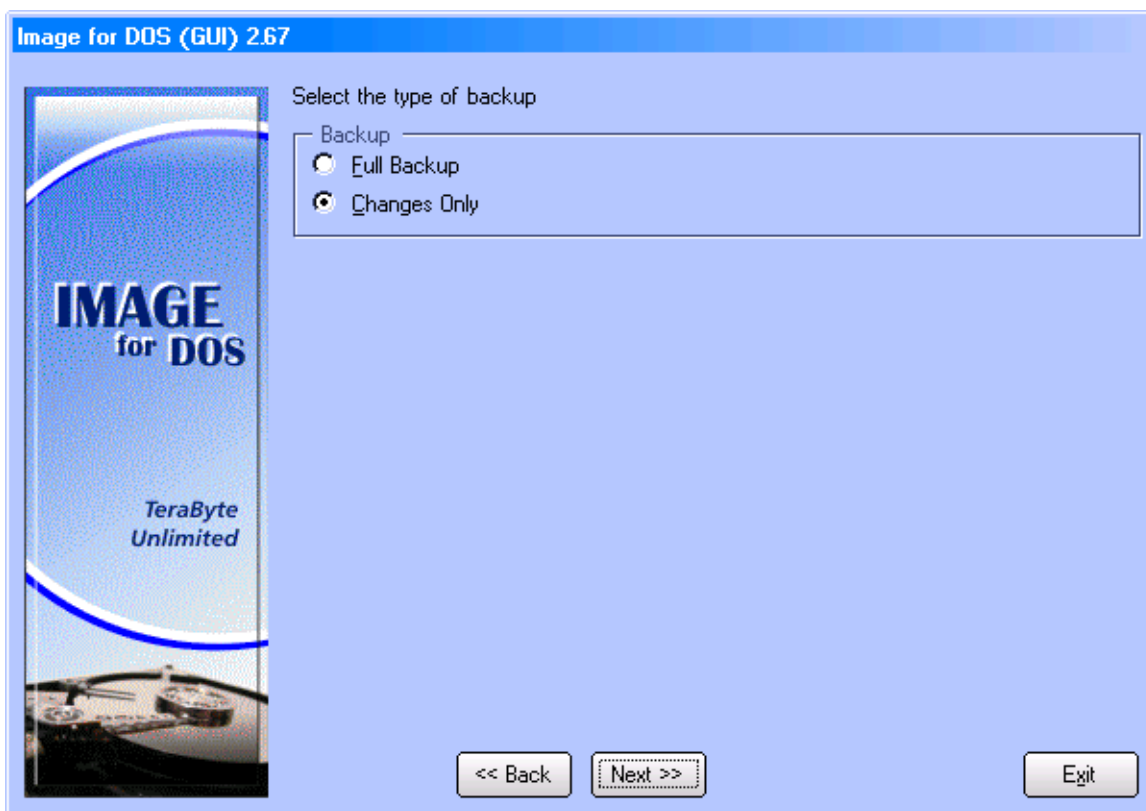 Image for DOS (GUI) 2.67
Select the type of backup
Backup
Full Backup
Changes Only
IMAGE
for DOS
TeraByte
Unlimited
<< Back
Next >>
Exit